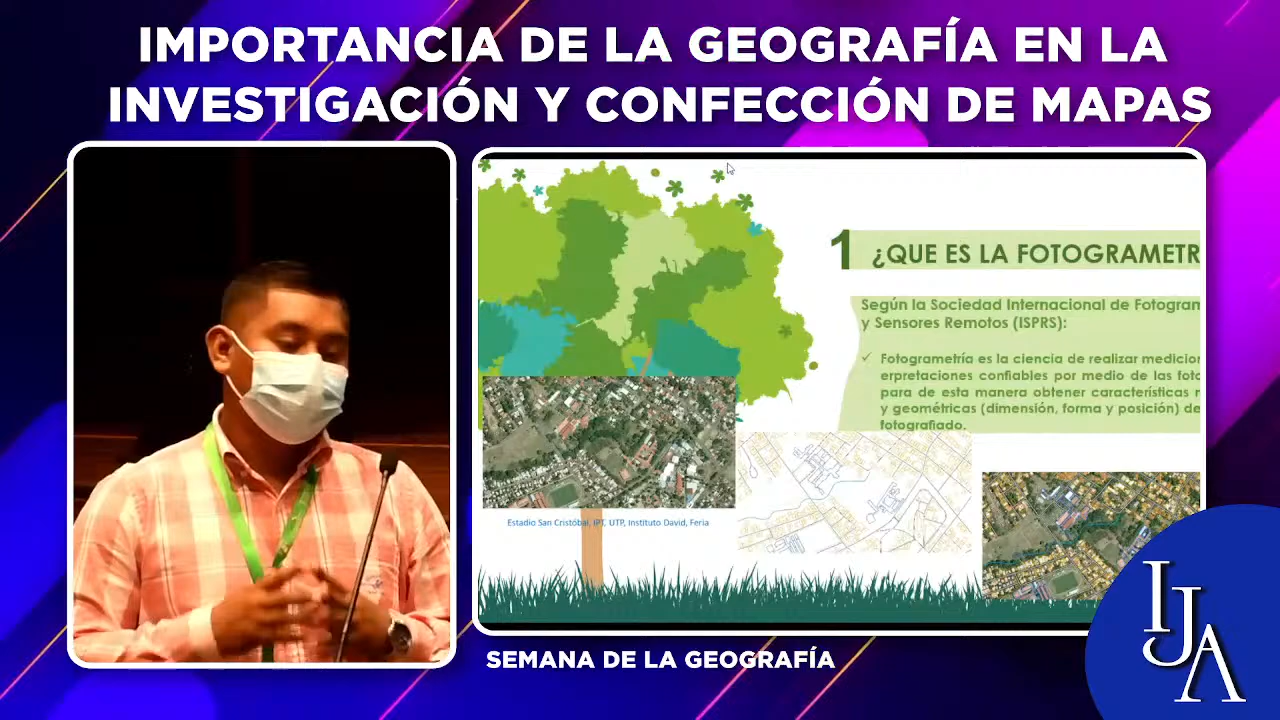 IMPORTANCIA DE LA GEOGRAFÍA EN LA
INVESTIGACIÓN Y CONFECCIÓN DE MAPAS
1 ¿QUE ES LA FOTOGRAMETR
Según la Sociedad Internacional de Fotogram
y Sensores Remotos (ISPRS):
✓ Fotogrametría es la ciencia de realizar medicion
erpretaciones confiables por medio de las foto
para de esta manera obtener características m
y geométricas (dimensión, forma y posición) de
fotografiado.
Estadio San Cristóbal, IPT, UTP, Instituto David, Feria
SEMANA DE LA GEOGRAFÍA
IJA